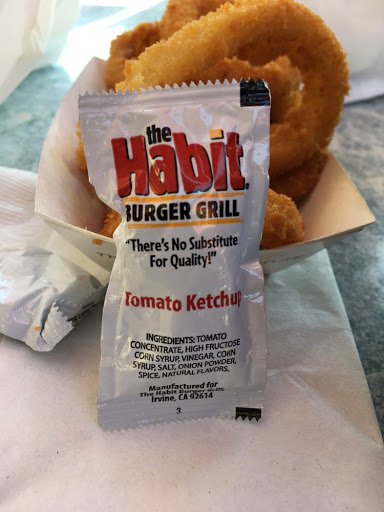 the
Habit
BURGER GRILL
"There's No Substitute
For Quality!"
Tomato Ketchup
INGREDIENTS: TOMATO
CONCENTRATE, HIGH FRUCTOSE
CORN SYRUP, VINEGAR, CORN
SYRUP, SALT, ONION POWDER,
SPICE, NATURAL FLAVORS.
Manufactured for
The Habit Burger Grill,
Irvine, CA 92614
3